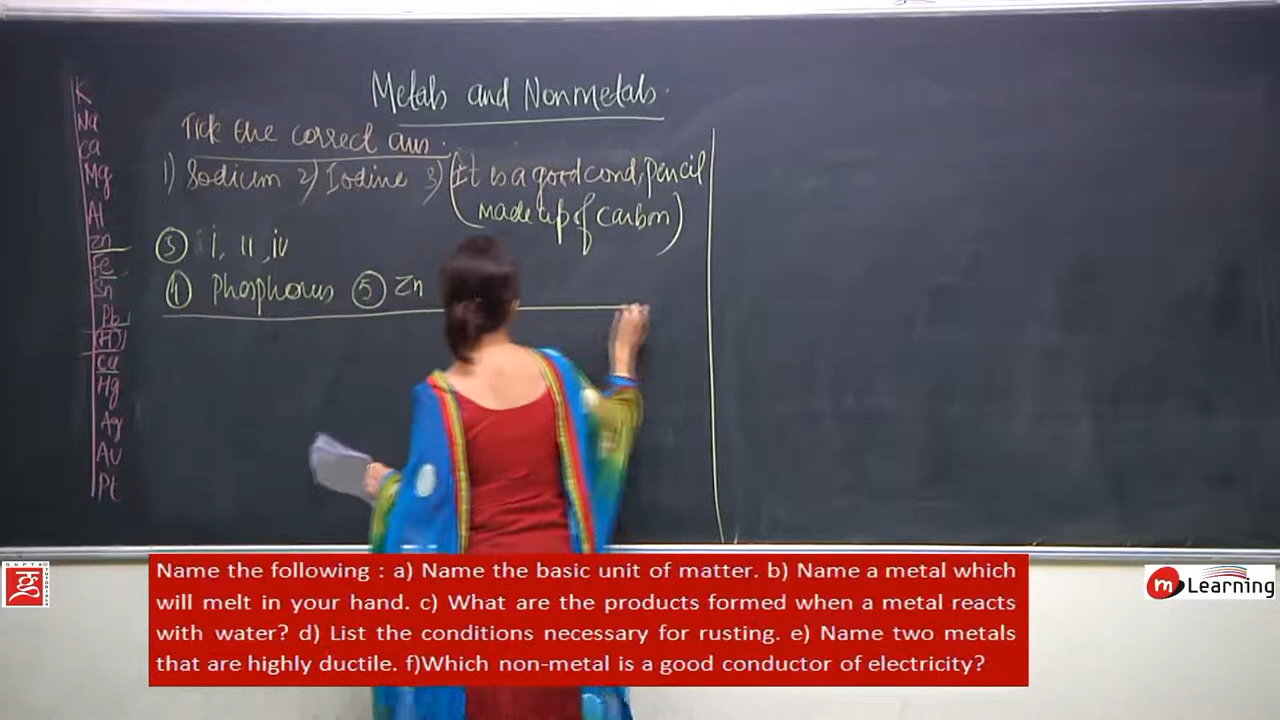 Metals and Nonmetals.
Tick the correct ans.
1) Sodium 2) Iodine 3) (It is a good cond, pencil
made up of carbon)
③ i, ii, iv
④ Phosphorus ⑤ Zn
K
Na
Ca
Mg
Al
Zn
Fe
Sn
Pb
(H)
Cu
Hg
Ag
Au
Pt
Name the following : a) Name the basic unit of matter. b) Name a metal which
will melt in your hand. c) What are the products formed when a metal reacts
with water? d) List the conditions necessary for rusting. e) Name two metals
that are highly ductile. f)Which non-metal is a good conductor of electricity?
GUPTA TUTORIALS
m Learning